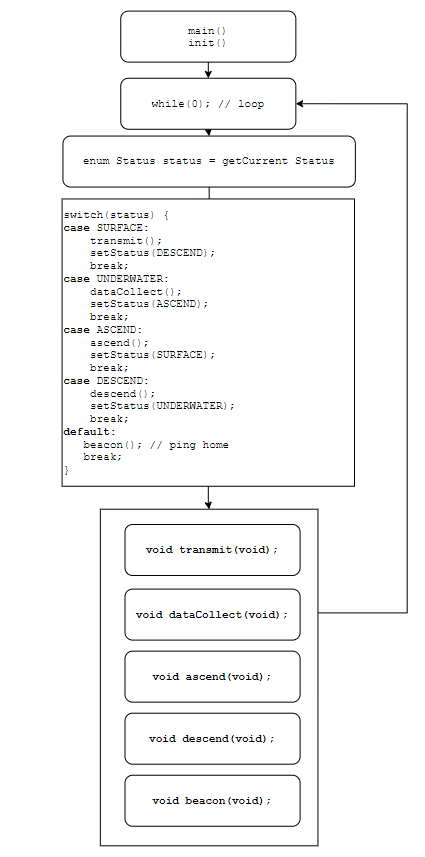 main()
init()
while(0); // loop
enum Status status = getCurrent Status
switch(status) {
case SURFACE:
    transmit();
    setStatus(DESCEND);
    break;
case UNDERWATER:
    dataCollect();
    setStatus(ASCEND);
    break;
case ASCEND:
    ascend();
    setStatus(SURFACE);
    break;
case DESCEND:
    descend();
    setStatus(UNDERWATER);
    break;
default:
   beacon(); // ping home
   break;
}
void transmit(void);
void dataCollect(void);
void ascend(void);
void descend(void);
void beacon(void);